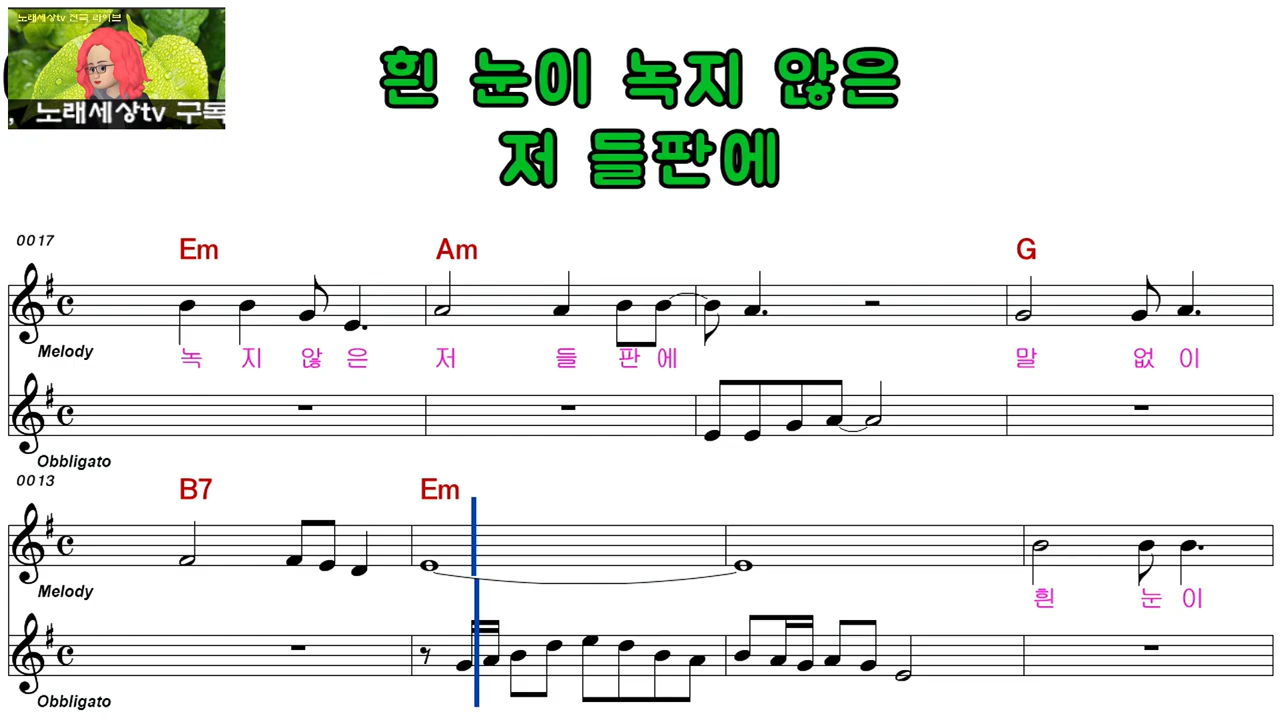 노래세상tv 전국 라이브
노래세상tv 구독
흰 눈이 녹지 않은
저 들판에
0017
Em Am G
Melody
녹 지 않 은 저 들 판 에 말 없 이
Obbligato
0013
B7 Em
Melody
흰 눈 이
Obbligato